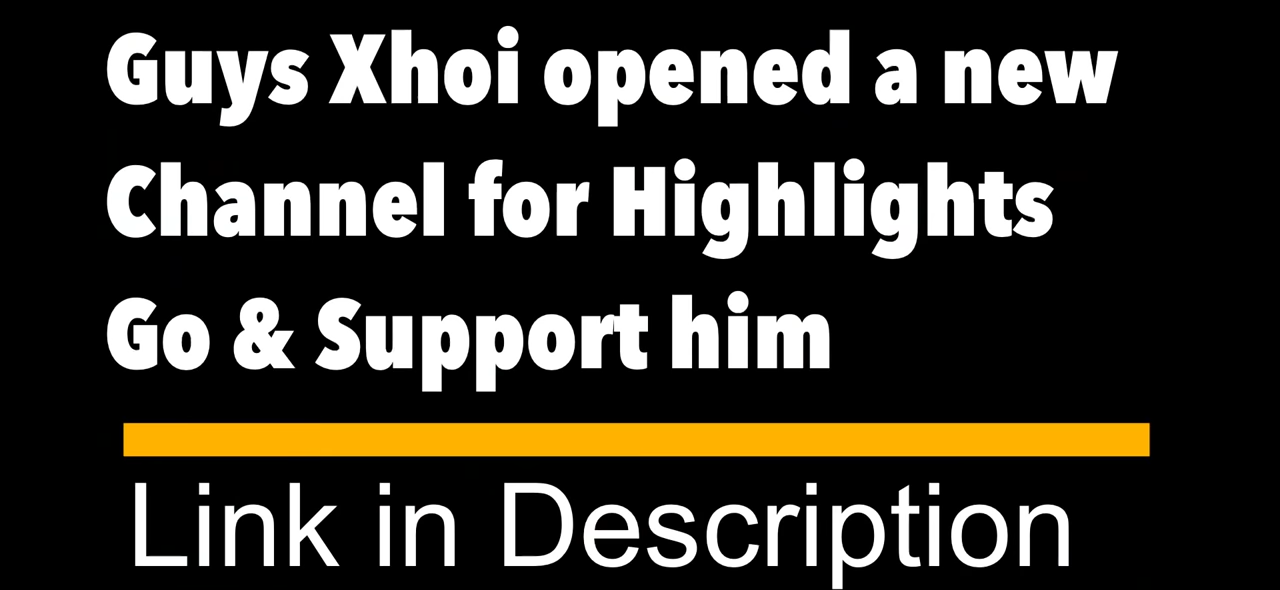 Guys Xhoi opened a new
Channel for Highlights
Go & Support him
Link in Description